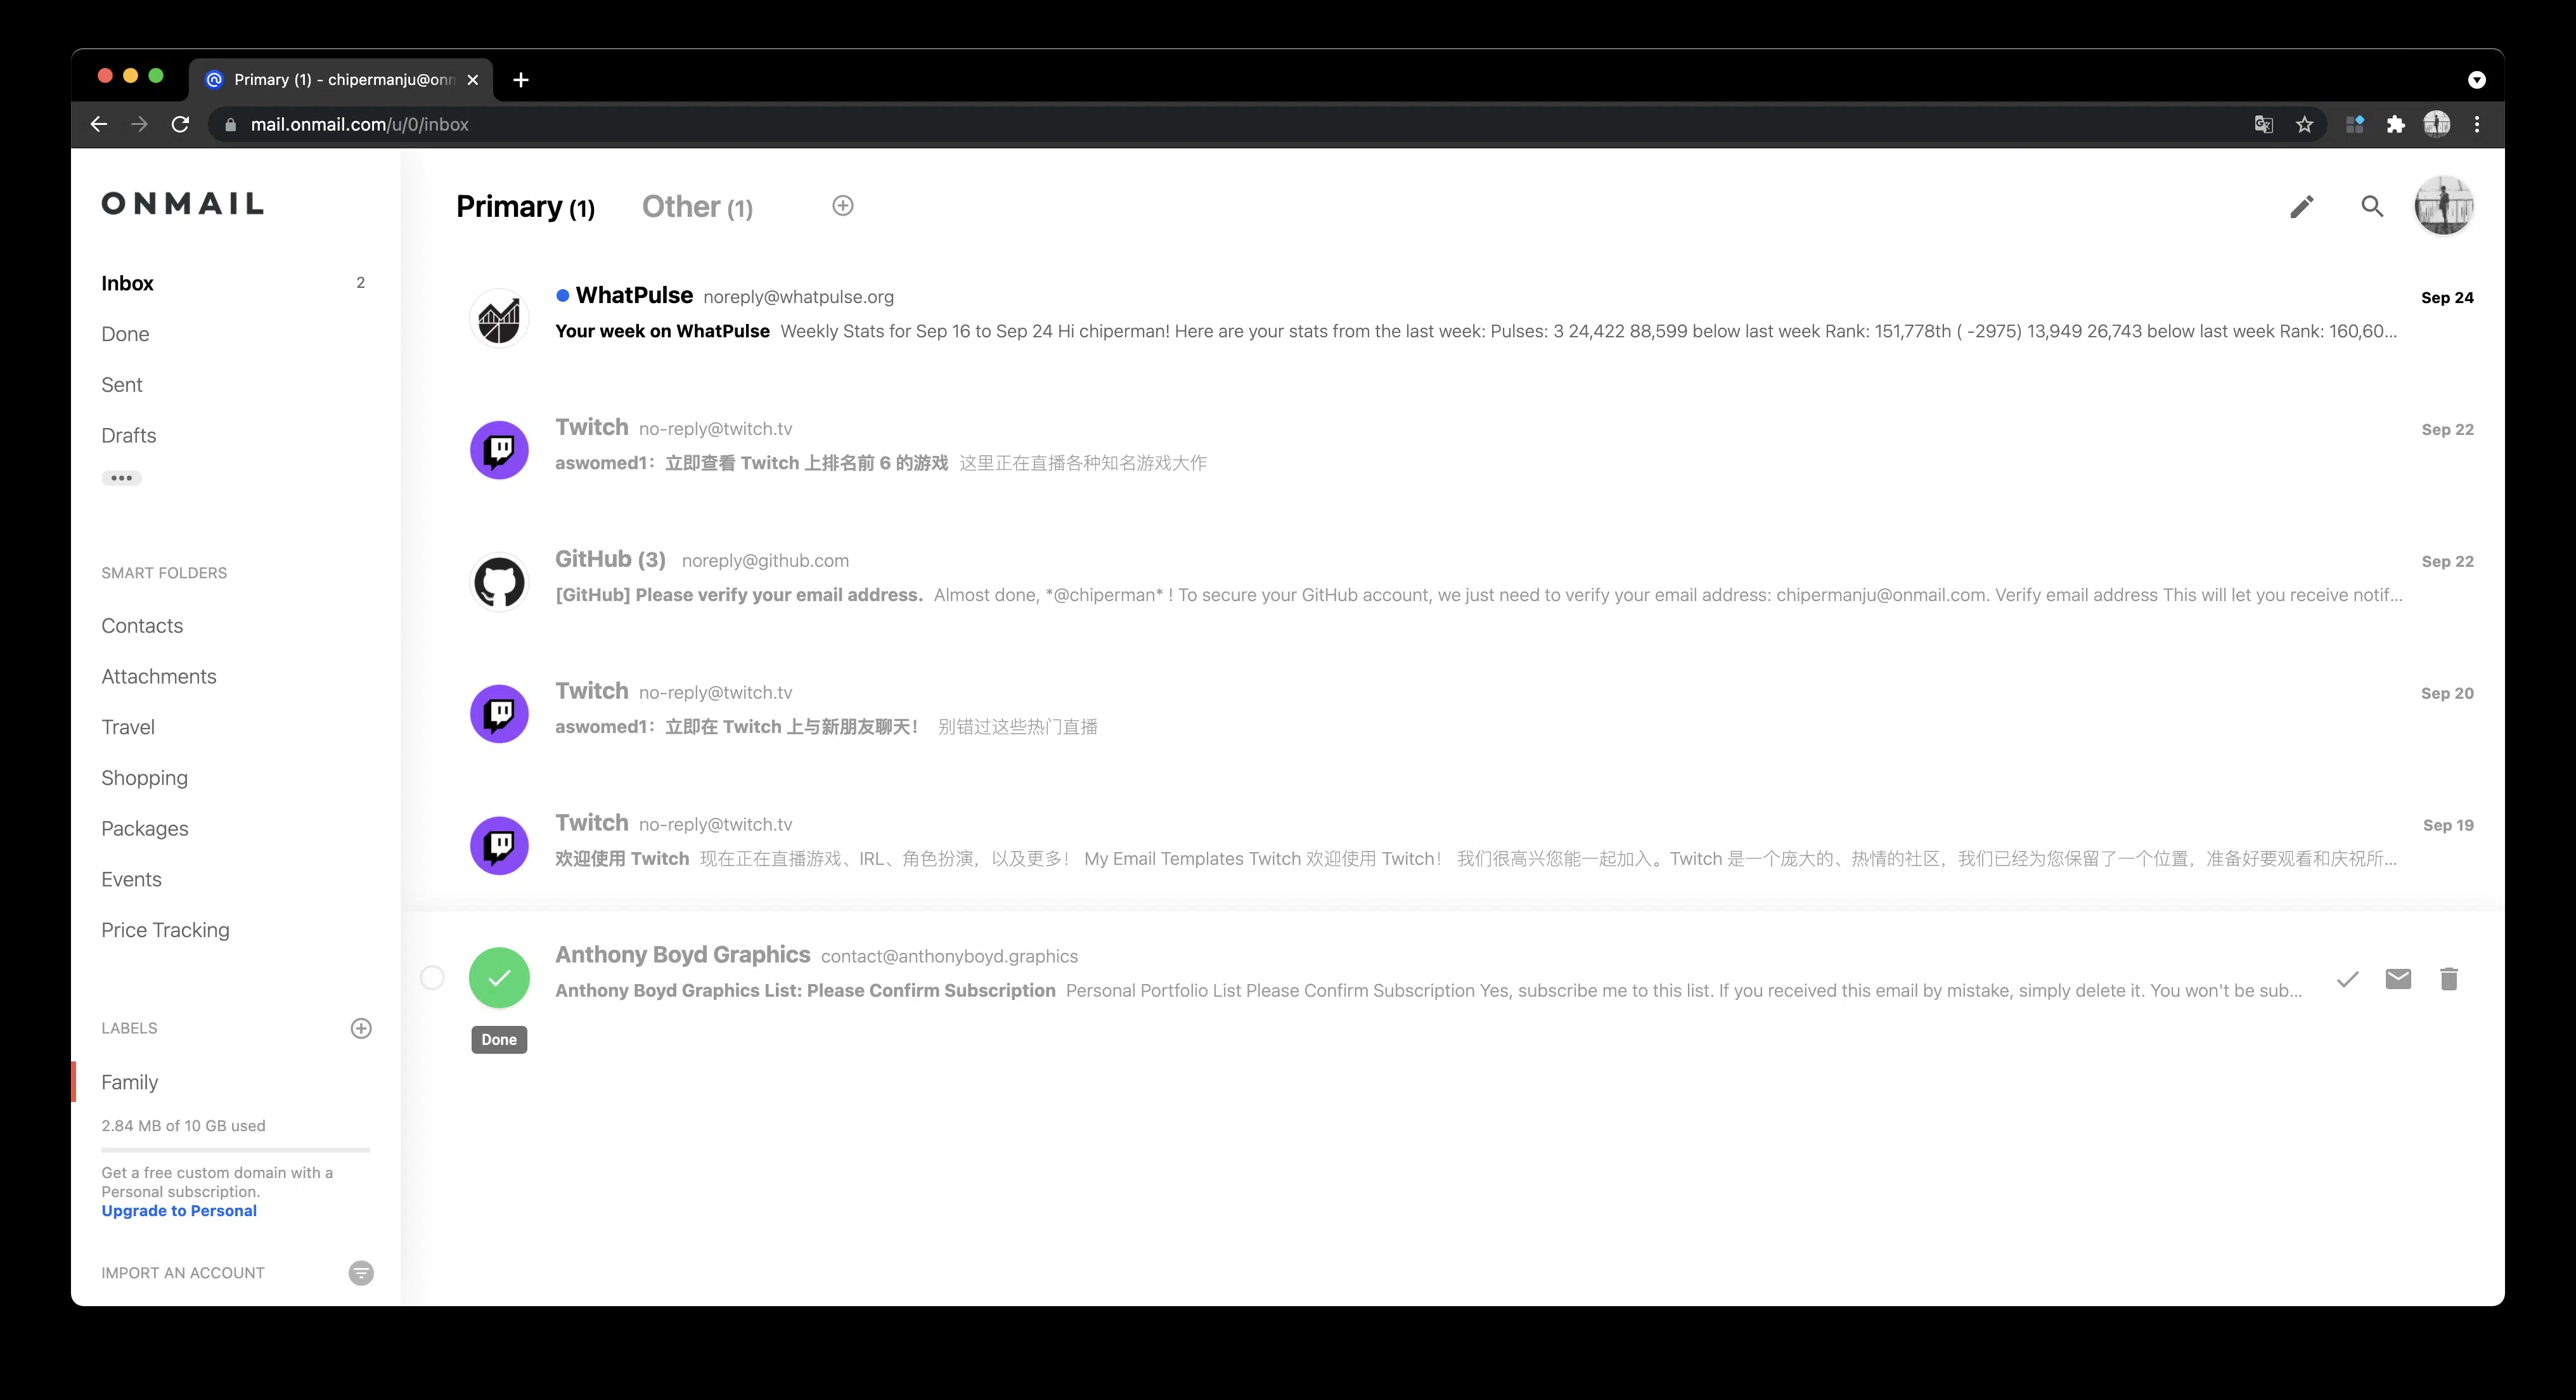 Primary (1) - chipermanju@onm
mail.onmail.com/u/0/inbox
ONMAIL
Inbox 2
Done
Sent
Drafts
SMART FOLDERS
Contacts
Attachments
Travel
Shopping
Packages
Events
Price Tracking
LABELS
Family
2.84 MB of 10 GB used
Get a free custom domain with a
Personal subscription.
Upgrade to Personal
IMPORT AN ACCOUNT
Primary (1) Other (1)
WhatPulse noreply@whatpulse.org Sep 24
Your week on WhatPulse Weekly Stats for Sep 16 to Sep 24 Hi chiperman! Here are your stats from the last week: Pulses: 3 24,422 88,599 below last week Rank: 151,778th ( -2975) 13,949 26,743 below last week Rank: 160,60...
Twitch no-reply@twitch.tv Sep 22
aswomed1：立即查看 Twitch 上排名前 6 的游戏 这里正在直播各种知名游戏大作
GitHub (3) noreply@github.com Sep 22
[GitHub] Please verify your email address. Almost done, *@chiperman* ! To secure your GitHub account, we just need to verify your email address: chipermanju@onmail.com. Verify email address This will let you receive notif...
Twitch no-reply@twitch.tv Sep 20
aswomed1：立即在 Twitch 上与新朋友聊天！ 别错过这些热门直播
Twitch no-reply@twitch.tv Sep 19
欢迎使用 Twitch 现在正在直播游戏、IRL、角色扮演，以及更多！ My Email Templates Twitch 欢迎使用 Twitch！ 我们很高兴您能一起加入。Twitch 是一个庞大的、热情的社区，我们已经为您保留了一个位置，准备好要观看和庆祝所...
Anthony Boyd Graphics contact@anthonyboyd.graphics
Anthony Boyd Graphics List: Please Confirm Subscription Personal Portfolio List Please Confirm Subscription Yes, subscribe me to this list. If you received this email by mistake, simply delete it. You won't be sub...
Done